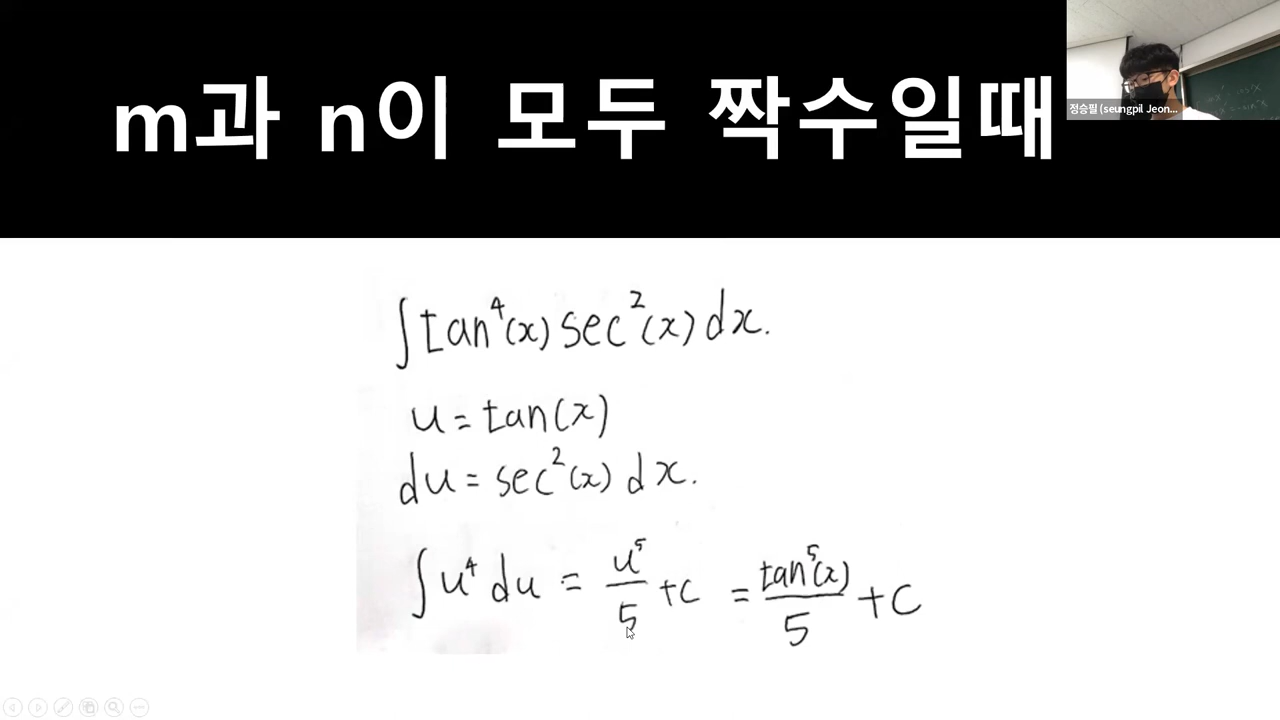 m과 n이 모두 짝수일때
정승필 (seungpil Jeon...
∫tan⁴(x) sec²(x) dx.
u = tan(x)
du = sec²(x) dx.
∫u⁴ du = u⁵/5 + c = tan⁵(x)/5 + C